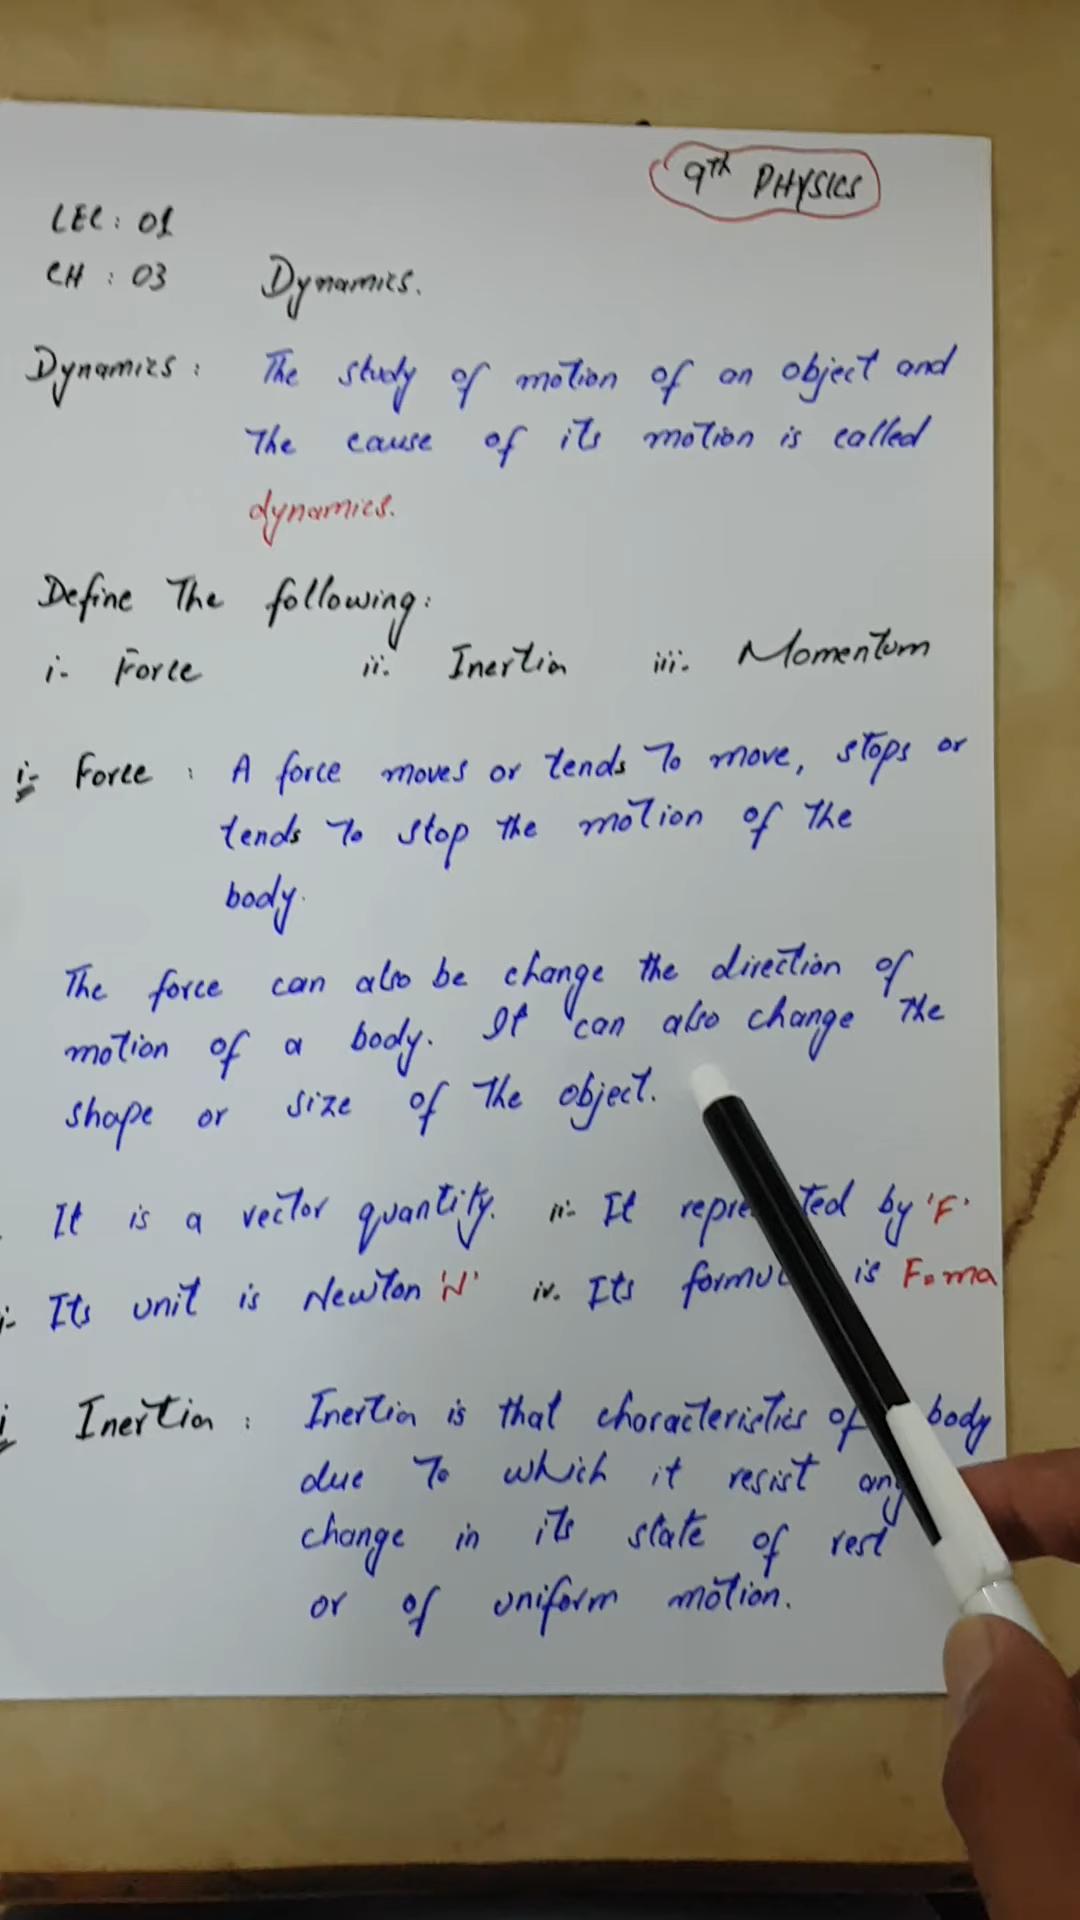 9th PHYSICS
LEC: 01
CH : 03 Dynamics.
Dynamics: The study of motion of an object and
The cause of its motion is called
dynamics.
Define The following:
i- Force ii. Inertia iii. Momentum
i- Force : A force moves or tends To move, stops or
tends To stop the motion of the
body.
The force can also be change the direction of
motion of a body. It can also change the
shape or size of the object.
It is a vector quantity. ii- It by 'F'
Its unit is Newton 'N' iv. Its is F=ma
i Inertia : Inertia is that characteristics of body
due To which it resist any
change in its state of rest
or of uniform motion.